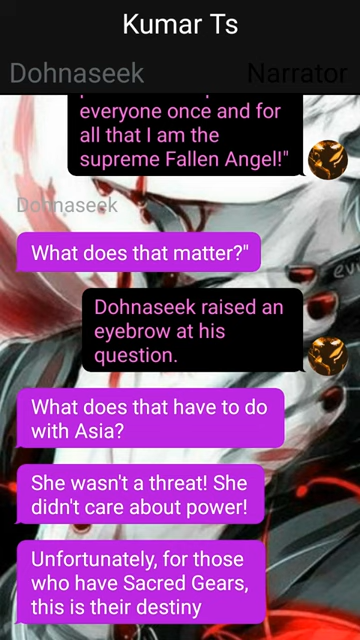 Kumar Ts
Dohnaseek
Narrator
everyone once and for
all that I am the
supreme Fallen Angel!"
Dohnaseek
What does that matter?"
Dohnaseek raised an
eyebrow at his
question.
What does that have to do
with Asia?
She wasn't a threat! She
didn't care about power!
Unfortunately, for those
who have Sacred Gears,
this is their destiny